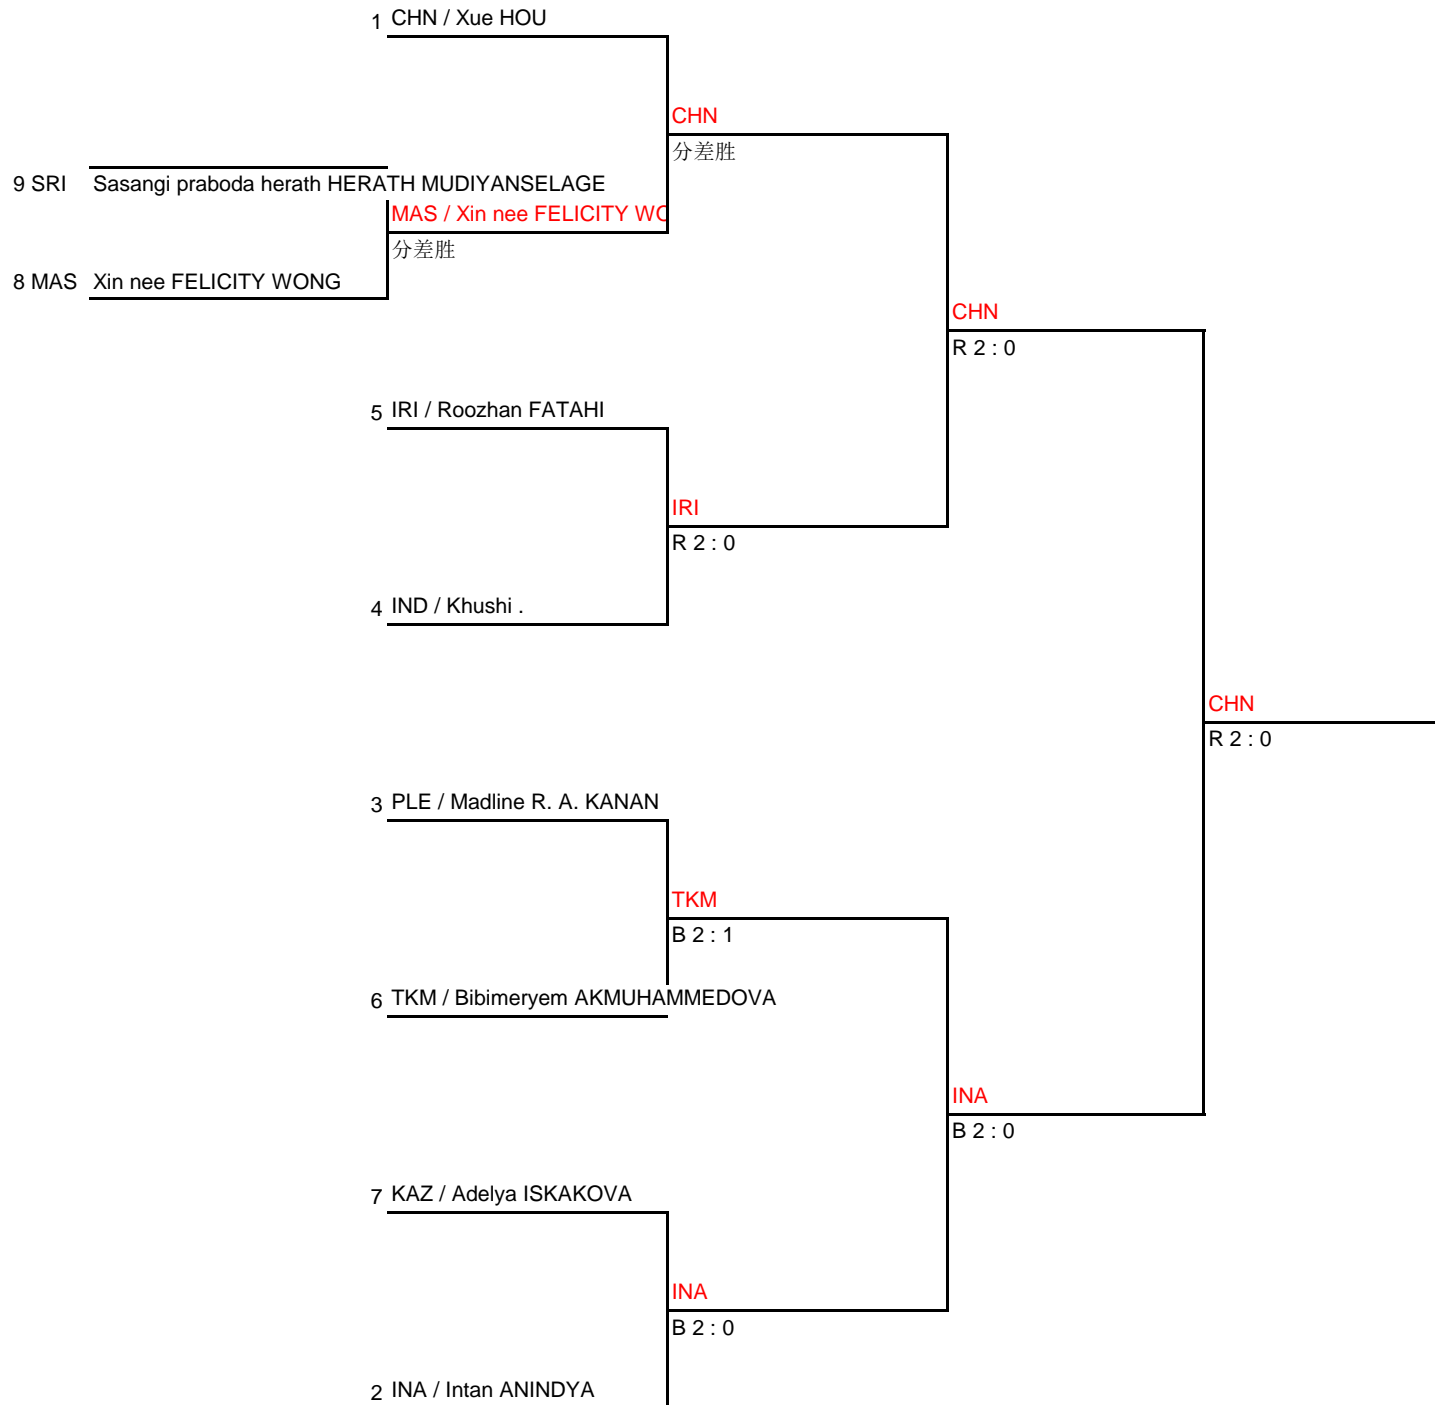 1 CHN / Xue HOU
CHN
分差胜
9 SRI Sasangi praboda herath HERATH MUDIYANSELAGE
MAS / Xin nee FELICITY WO
分差胜
8 MAS Xin nee FELICITY WONG
CHN
R 2 : 0
5 IRI / Roozhan FATAHI
IRI
R 2 : 0
4 IND / Khushi .
CHN
R 2 : 0
3 PLE / Madline R. A. KANAN
TKM
B 2 : 1
6 TKM / Bibimeryem AKMUHAMMEDOVA
INA
B 2 : 0
7 KAZ / Adelya ISKAKOVA
INA
B 2 : 0
2 INA / Intan ANINDYA